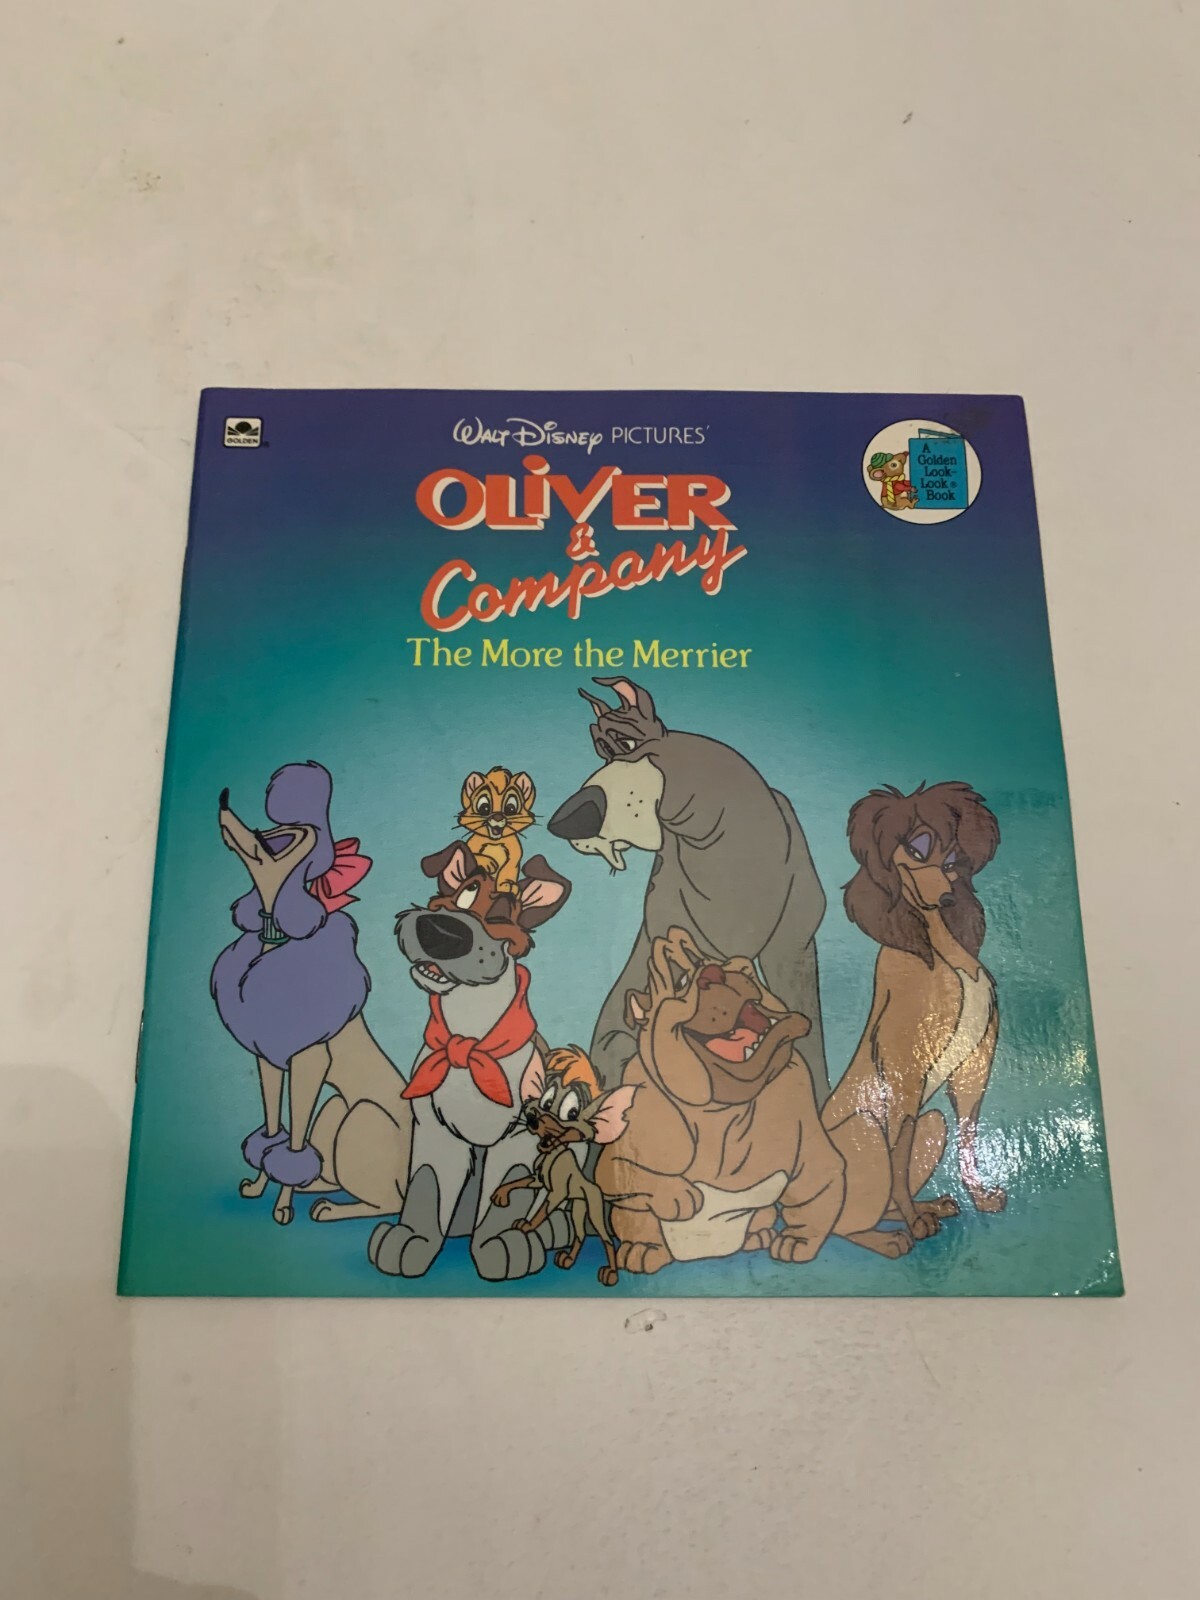 GOLDEN®
WALT DISNEY PICTURES'
OLiVER
&
Company
The More the Merrier
A
Golden
Look-
Look®
Book